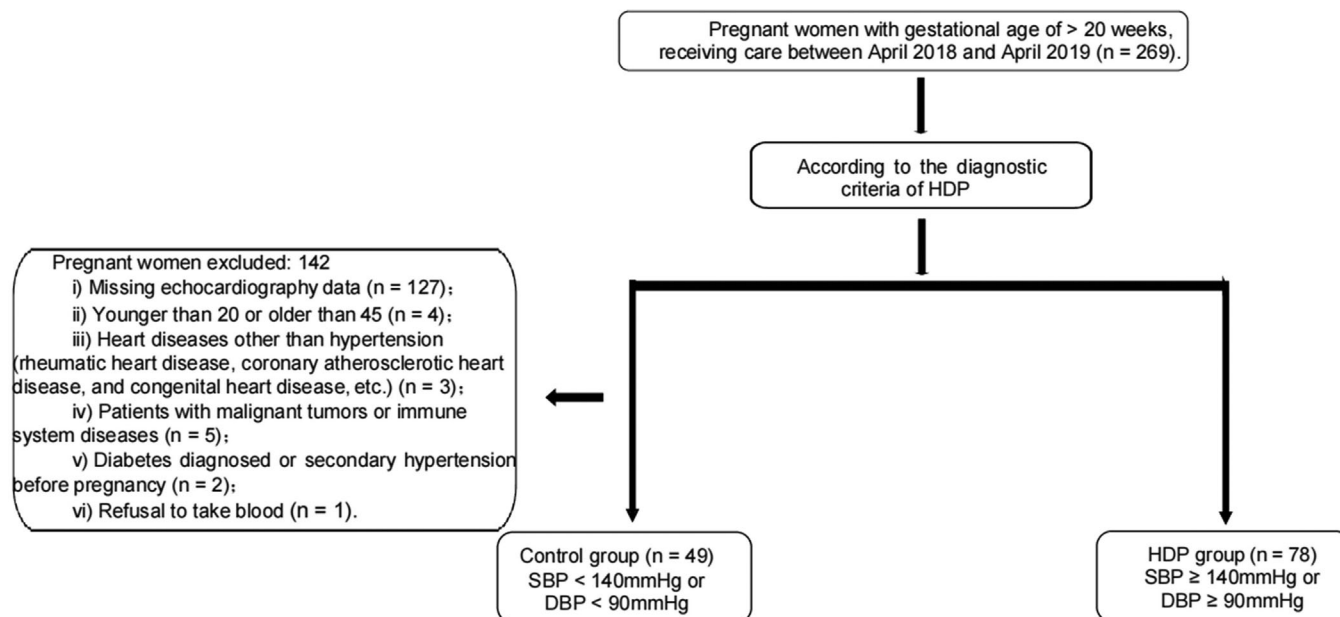 Pregnant women with gestational age of > 20 weeks,
receiving care between April 2018 and April 2019 (n = 269).
According to the diagnostic
criteria of HDP
Pregnant women excluded: 142
i) Missing echocardiography data (n = 127);
ii) Younger than 20 or older than 45 (n = 4);
iii) Heart diseases other than hypertension
(rheumatic heart disease, coronary atherosclerotic heart
disease, and congenital heart disease, etc.) (n = 3);
iv) Patients with malignant tumors or immune
system diseases (n = 5);
v) Diabetes diagnosed or secondary hypertension
before pregnancy (n = 2);
vi) Refusal to take blood (n = 1).
Control group (n = 49)
SBP < 140mmHg or
DBP < 90mmHg
HDP group (n = 78)
SBP ≥ 140mmHg or
DBP ≥ 90mmHg